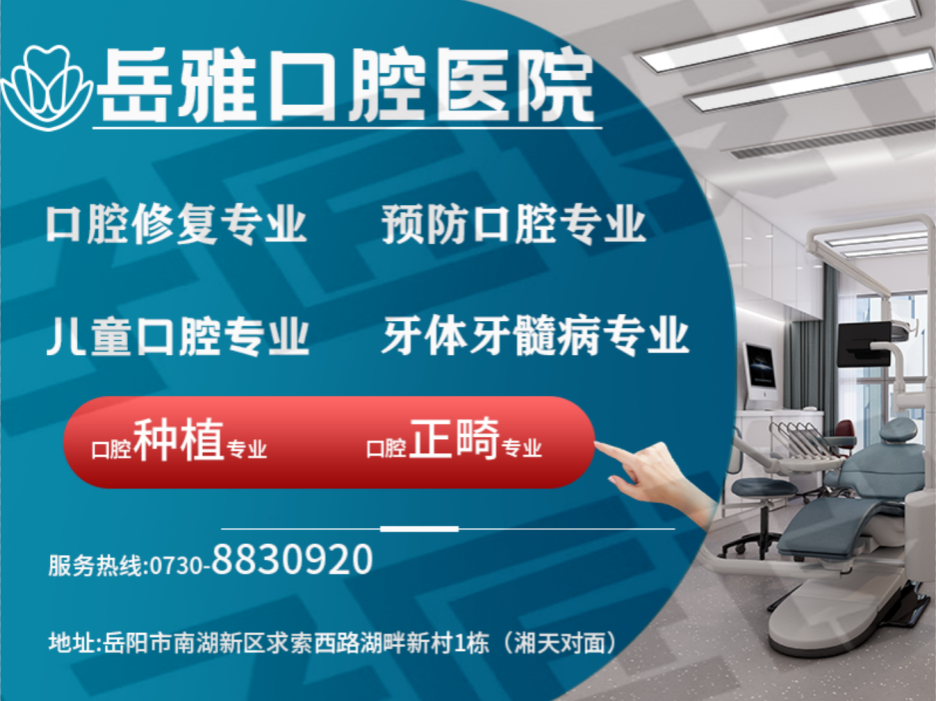 岳雅口腔医院
口腔修复专业 预防口腔专业
儿童口腔专业 牙体牙髓病专业
口腔种植专业 口腔正畸专业
服务热线:0730-8830920
地址:岳阳市南湖新区求索西路湖畔新村1栋（湘天对面）